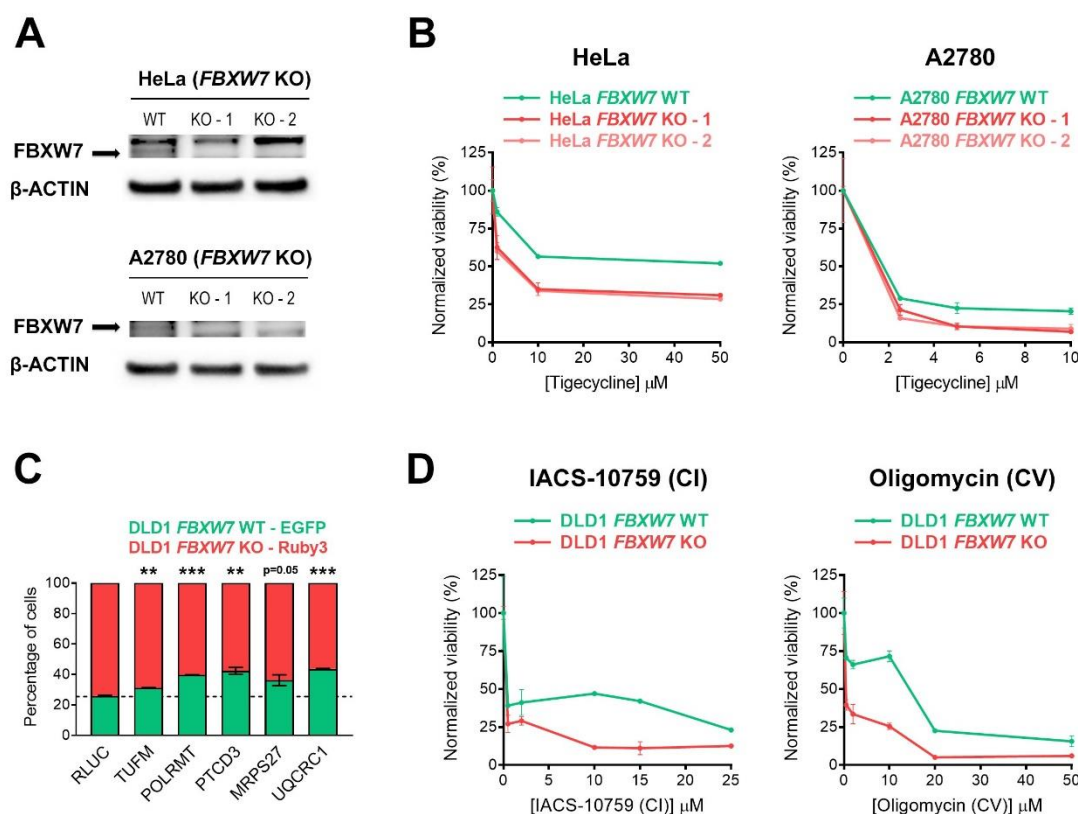 A
HeLa (FBXW7 KO)
WT KO - 1 KO - 2
FBXW7
β-ACTIN
A2780 (FBXW7 KO)
WT KO - 1 KO - 2
FBXW7
β-ACTIN
B
HeLa
HeLa FBXW7 WT
HeLa FBXW7 KO - 1
HeLa FBXW7 KO - 2
Normalized viability (%)
125
100
75
50
25
0
0 10 20 30 40 50
[Tigecycline] μM
A2780
A2780 FBXW7 WT
A2780 FBXW7 KO - 1
A2780 FBXW7 KO - 2
Normalized viability (%)
125
100
75
50
25
0
0 2 4 6 8 10
[Tigecycline] μM
C
DLD1 FBXW7 WT - EGFP
DLD1 FBXW7 KO - Ruby3
** *** ** p=0.05 ***
Percentage of cells
100
80
60
40
20
0
RLUC TUFM POLRMT PTCD3 MRPS27 UQCRC1
D
IACS-10759 (CI)
DLD1 FBXW7 WT
DLD1 FBXW7 KO
Normalized viability (%)
125
100
75
50
25
0
0 5 10 15 20 25
[IACS-10759 (CI)] μM
Oligomycin (CV)
DLD1 FBXW7 WT
DLD1 FBXW7 KO
Normalized viability (%)
125
100
75
50
25
0
0 10 20 30 40 50
[Oligomycin (CV)] μM